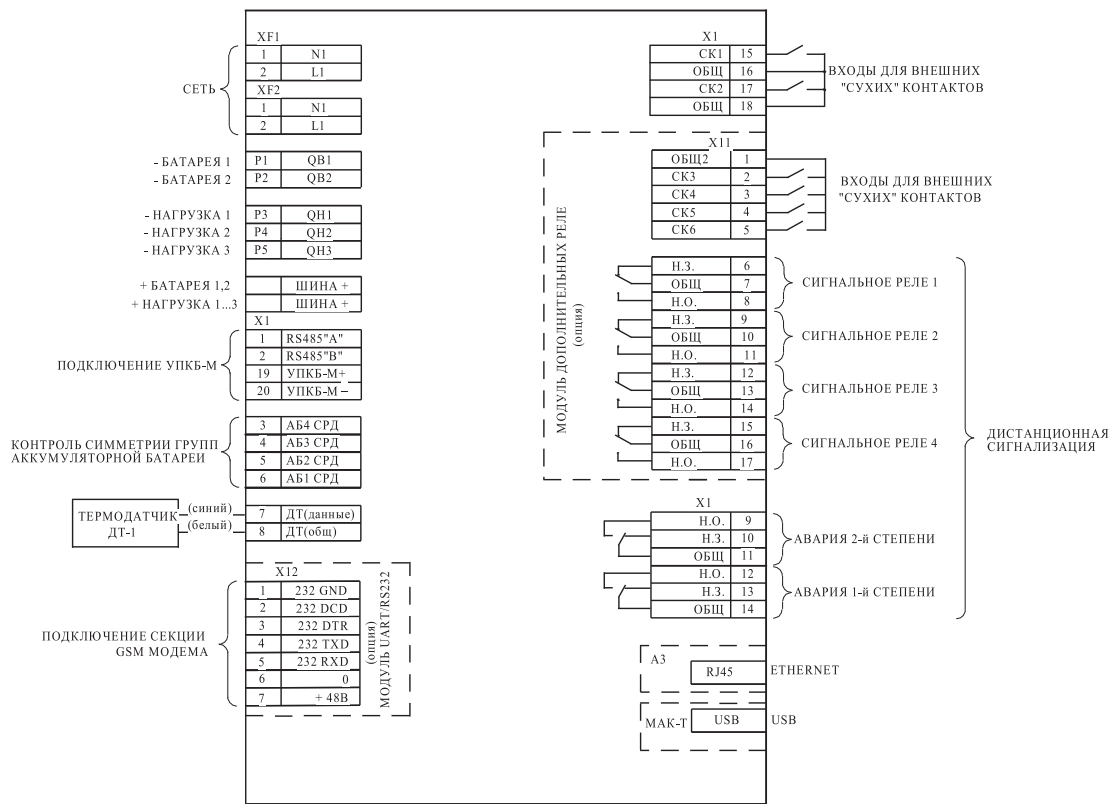 XF1
1 N1
2 L1
XF2
1 N1
2 L1
СЕТЬ
- БАТАРЕЯ 1 P1 QB1
- БАТАРЕЯ 2 P2 QB2
- НАГРУЗКА 1 P3 QH1
- НАГРУЗКА 2 P4 QH2
- НАГРУЗКА 3 P5 QH3
+ БАТАРЕЯ 1,2 ШИНА +
+ НАГРУЗКА 1...3 ШИНА +
X1
1 RS485"A"
2 RS485"B"
19 УПКБ-М+
20 УПКБ-М−
ПОДКЛЮЧЕНИЕ УПКБ-М
3 АБ4 СРД
4 АБ3 СРД
5 АБ2 СРД
6 АБ1 СРД
КОНТРОЛЬ СИММЕТРИИ ГРУПП
АККУМУЛЯТОРНОЙ БАТАРЕИ
ТЕРМОДАТЧИК
ДТ-1
(синий)
(белый)
7 ДТ(данные)
8 ДТ(общ)
X12
1 232 GND
2 232 DCD
3 232 DTR
4 232 TXD
5 232 RXD
6 0
7 + 48В
ПОДКЛЮЧЕНИЕ СЕКЦИИ
GSM МОДЕМА
(опция)
МОДУЛЬ UART/RS232
X1
СК1 15
ОБЩ 16
СК2 17
ОБЩ 18
ВХОДЫ ДЛЯ ВНЕШНИХ
"СУХИХ" КОНТАКТОВ
X11
ОБЩ2 1
СК3 2
СК4 3
СК5 4
СК6 5
ВХОДЫ ДЛЯ ВНЕШНИХ
"СУХИХ" КОНТАКТОВ
МОДУЛЬ ДОПОЛНИТЕЛЬНЫХ РЕЛЕ
(опция)
Н.З. 6
ОБЩ 7
Н.О. 8
СИГНАЛЬНОЕ РЕЛЕ 1
Н.З. 9
ОБЩ 10
Н.О. 11
СИГНАЛЬНОЕ РЕЛЕ 2
Н.З. 12
ОБЩ 13
Н.О. 14
СИГНАЛЬНОЕ РЕЛЕ 3
Н.З. 15
ОБЩ 16
Н.О. 17
СИГНАЛЬНОЕ РЕЛЕ 4
ДИСТАНЦИОННАЯ
СИГНАЛИЗАЦИЯ
X1
Н.О. 9
Н.З. 10
ОБЩ 11
АВАРИЯ 2-й СТЕПЕНИ
Н.О. 12
Н.З. 13
ОБЩ 14
АВАРИЯ 1-й СТЕПЕНИ
А3
RJ45 ETHERNET
МАК-Т USB USB